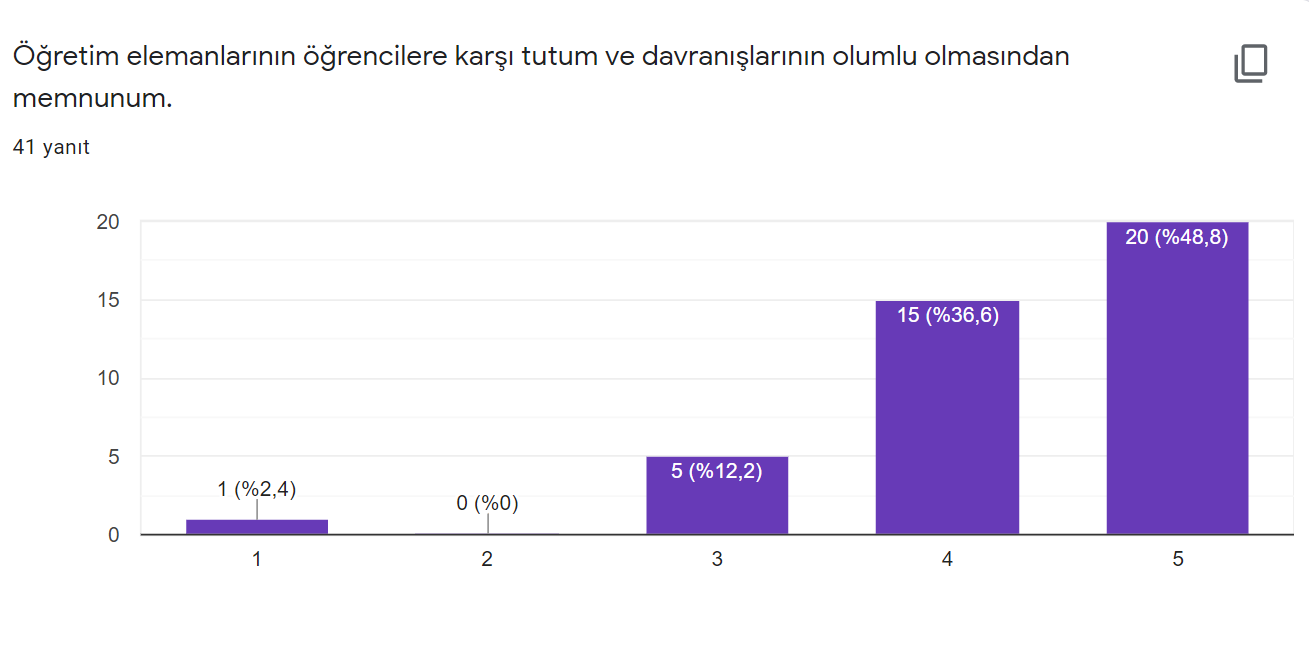 Öğretim elemanlarının öğrencilere karşı tutum ve davranışlarının olumlu olmasından
memnunum.
41 yanıt
20
15
10
5
0
1 (%2,4)
0 (%0)
5 (%12,2)
15 (%36,6)
20 (%48,8)
1 2 3 4 5